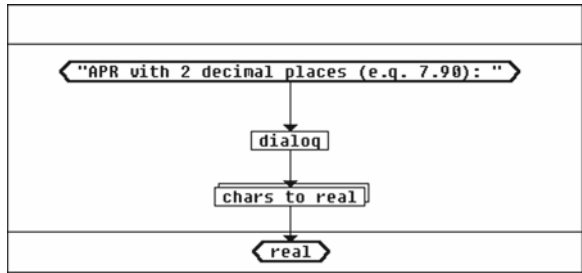 "APR with 2 decimal places (e.g. 7.90): "
dialog
chars to real
real